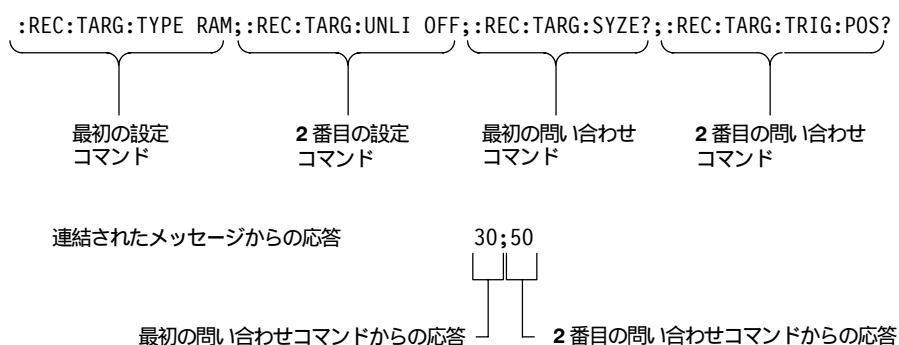 :REC:TARG:TYPE RAM;:REC:TARG:UNLI OFF;:REC:TARG:SYZE?;:REC:TARG:TRIG:POS?
最初の設定
コマンド
2 番目の設定
コマンド
最初の問い合わせ
コマンド
2 番目の問い合わせ
コマンド
連結されたメッセージからの応答
30;50
最初の問い合わせコマンドからの応答
2 番目の問い合わせコマンドからの応答